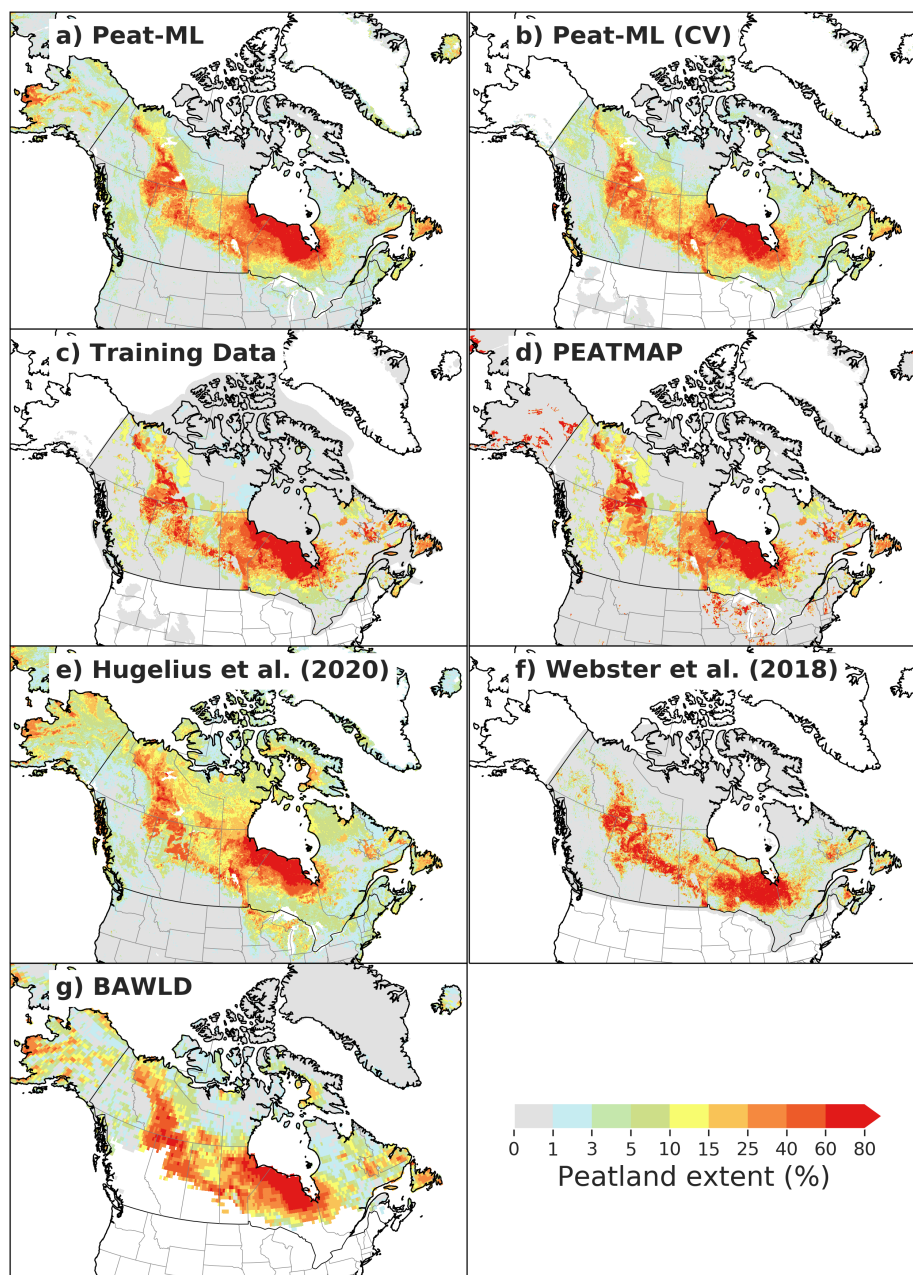 a) Peat-ML
b) Peat-ML (CV)
c) Training Data
d) PEATMAP
e) Hugelius et al. (2020)
f) Webster et al. (2018)
g) BAWLD
0 1 3 5 10 15 25 40 60 80
Peatland extent (%)